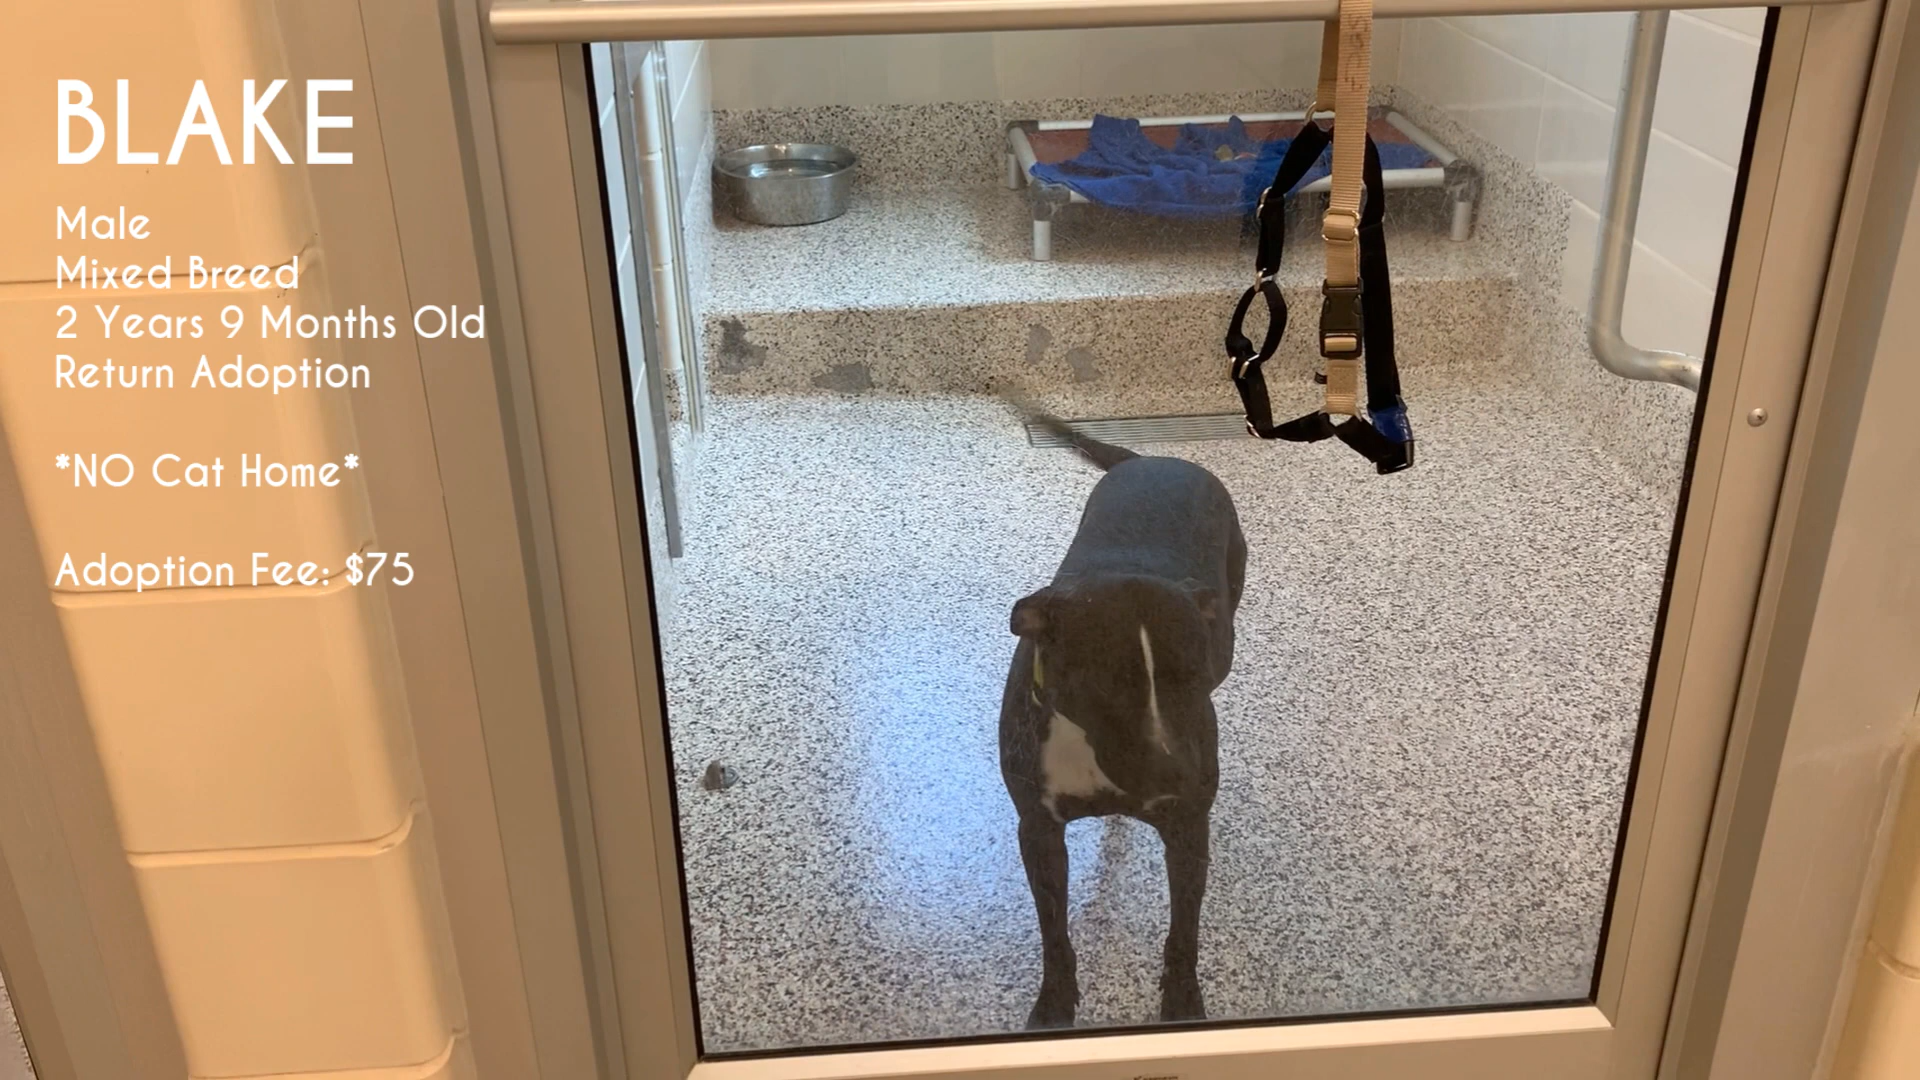 BLAKE
Male
Mixed Breed
2 Years 9 Months Old
Return Adoption
*NO Cat Home*
Adoption Fee: $75